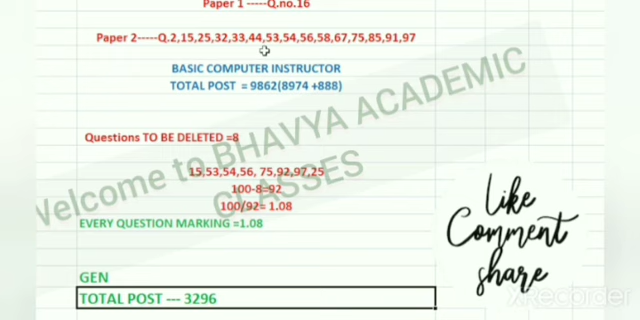 Paper 1 -----Q.no.16
Paper 2-----Q.2,15,25,32,33,44,53,54,56,58,67,75,85,91,97
BASIC COMPUTER INSTRUCTOR
TOTAL POST = 9862(8974 +888)
Questions TO BE DELETED =8
15,53,54,56, 75,92,97,25
100-8=92
100/92= 1.08
EVERY QUESTION MARKING =1.08
GEN
TOTAL POST --- 3296
Welcome to BHAVYA ACADEMIC
CLASSES
Like
Comment
share
XRecorder